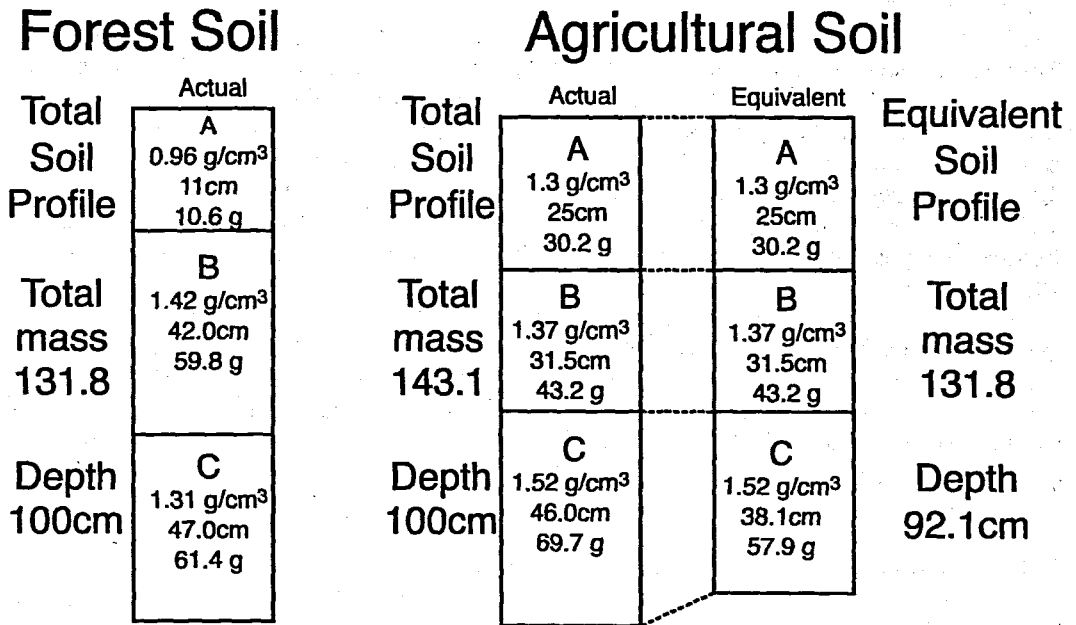 Forest Soil
Total
Soil
Profile
Total
mass
131.8
Depth
100cm
Actual
A
0.96 g/cm³
11cm
10.6 g
B
1.42 g/cm³
42.0cm
59.8 g
C
1.31 g/cm³
47.0cm
61.4 g
Agricultural Soil
Total
Soil
Profile
Total
mass
143.1
Depth
100cm
Actual
A
1.3 g/cm³
25cm
30.2 g
B
1.37 g/cm³
31.5cm
43.2 g
C
1.52 g/cm³
46.0cm
69.7 g
Equivalent
A
1.3 g/cm³
25cm
30.2 g
B
1.37 g/cm³
31.5cm
43.2 g
C
1.52 g/cm³
38.1cm
57.9 g
Equivalent
Soil
Profile
Total
mass
131.8
Depth
92.1cm